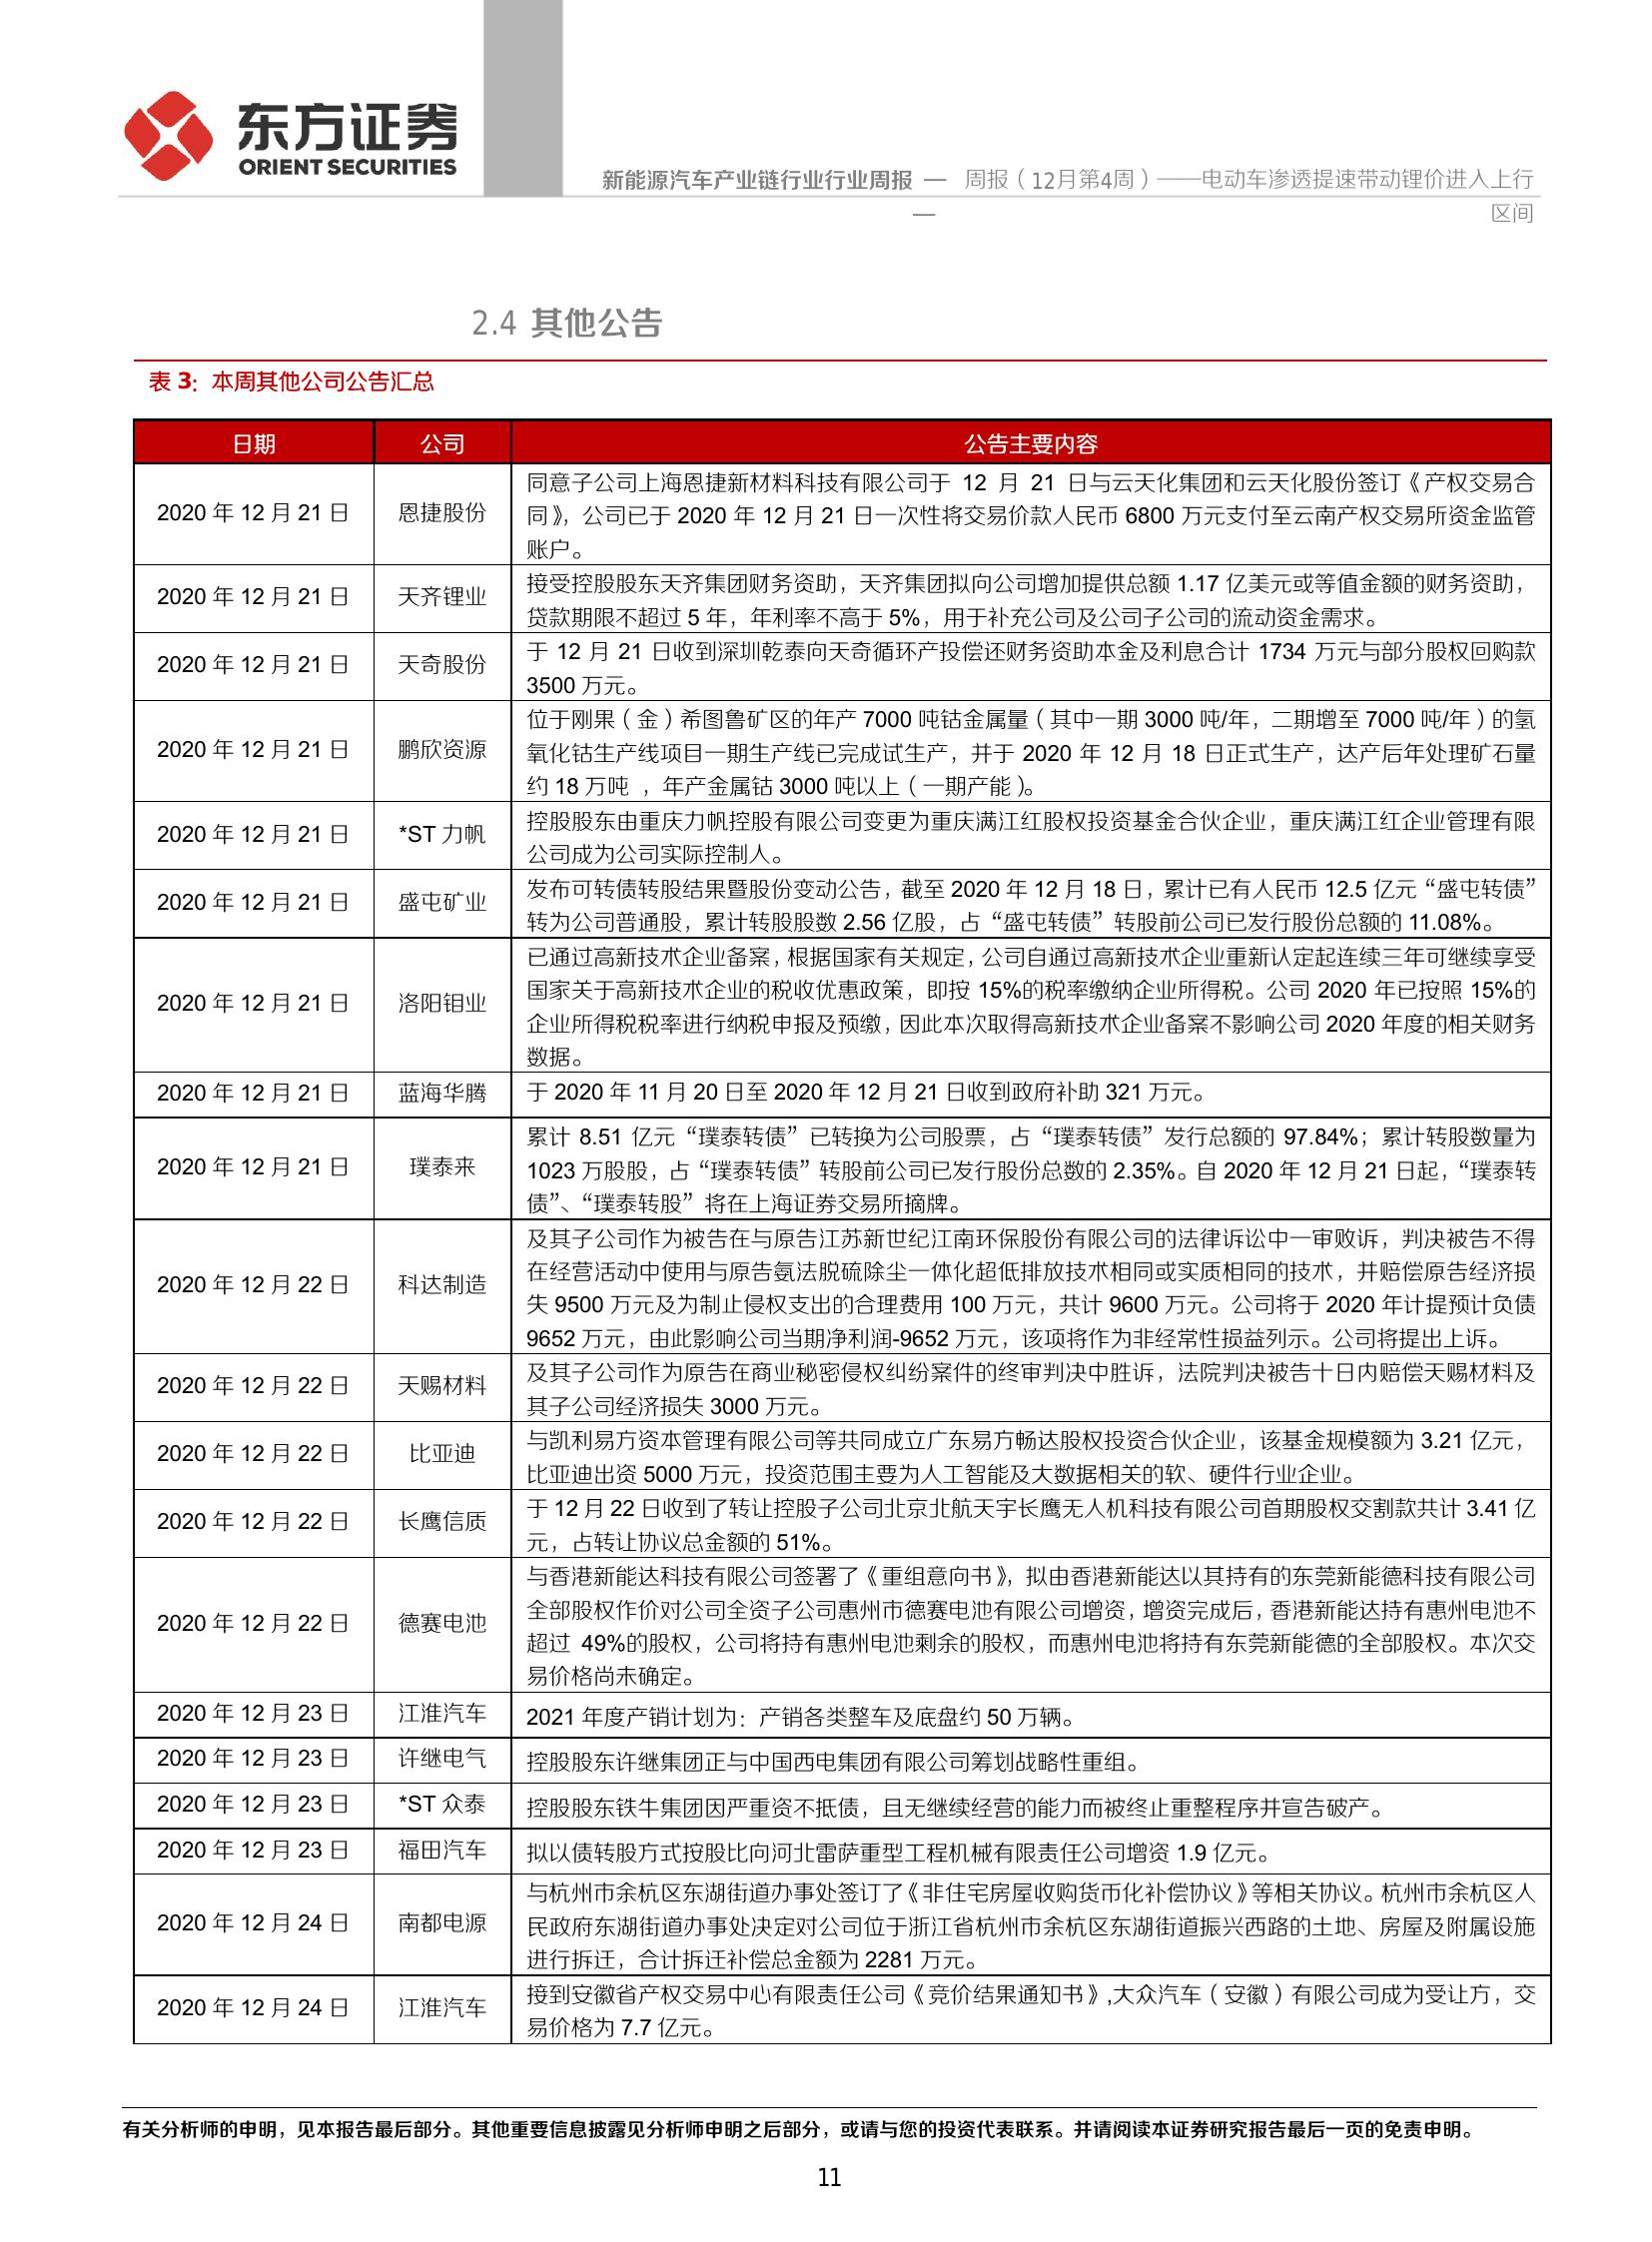 东方证券
ORIENT SECURITIES
新能源汽车产业链行业行业周报 — 周报（12月第4周）——电动车渗透提速带动锂价进入上行
— 区间
2.4 其他公告
表 3：本周其他公司公告汇总
日期 公司 公告主要内容
2020 年 12 月 21 日 恩捷股份 同意子公司上海恩捷新材料科技有限公司于 12 月 21 日与云天化集团和云天化股份签订《产权交易合
同》，公司已于 2020 年 12 月 21 日一次性将交易价款人民币 6800 万元支付至云南产权交易所资金监管
账户。
2020 年 12 月 21 日 天齐锂业 接受控股股东天齐集团财务资助，天齐集团拟向公司增加提供总额 1.17 亿美元或等值金额的财务资助，
贷款期限不超过 5 年，年利率不高于 5%，用于补充公司及公司子公司的流动资金需求。
2020 年 12 月 21 日 天奇股份 于 12 月 21 日收到深圳乾泰向天奇循环产投偿还财务资助本金及利息合计 1734 万元与部分股权回购款
3500 万元。
2020 年 12 月 21 日 鹏欣资源 位于刚果（金）希图鲁矿区的年产 7000 吨钴金属量（其中一期 3000 吨/年，二期增至 7000 吨/年）的氢
氧化钴生产线项目一期生产线已完成试生产，并于 2020 年 12 月 18 日正式生产，达产后年处理矿石量
约 18 万吨 ，年产金属钴 3000 吨以上（一期产能）。
2020 年 12 月 21 日 *ST 力帆 控股股东由重庆力帆控股有限公司变更为重庆满江红股权投资基金合伙企业，重庆满江红企业管理有限
公司成为公司实际控制人。
2020 年 12 月 21 日 盛屯矿业 发布可转债转股结果暨股份变动公告，截至 2020 年 12 月 18 日，累计已有人民币 12.5 亿元“盛屯转债”
转为公司普通股，累计转股股数 2.56 亿股，占“盛屯转债”转股前公司已发行股份总额的 11.08%。
2020 年 12 月 21 日 洛阳钼业 已通过高新技术企业备案，根据国家有关规定，公司自通过高新技术企业重新认定起连续三年可继续享受
国家关于高新技术企业的税收优惠政策，即按 15%的税率缴纳企业所得税。公司 2020 年已按照 15%的
企业所得税税率进行纳税申报及预缴，因此本次取得高新技术企业备案不影响公司 2020 年度的相关财务
数据。
2020 年 12 月 21 日 蓝海华腾 于 2020 年 11 月 20 日至 2020 年 12 月 21 日收到政府补助 321 万元。
2020 年 12 月 21 日 璞泰来 累计 8.51 亿元“璞泰转债”已转换为公司股票，占“璞泰转债”发行总额的 97.84%；累计转股数量为
1023 万股股，占“璞泰转债”转股前公司已发行股份总数的 2.35%。自 2020 年 12 月 21 日起，“璞泰转
债”、“璞泰转股”将在上海证券交易所摘牌。
2020 年 12 月 22 日 科达制造 及其子公司作为被告在与原告江苏新世纪江南环保股份有限公司的法律诉讼中一审败诉，判决被告不得
在经营活动中使用与原告氨法脱硫除尘一体化超低排放技术相同或实质相同的技术，并赔偿原告经济损
失 9500 万元及为制止侵权支出的合理费用 100 万元，共计 9600 万元。公司将于 2020 年计提预计负债
9652 万元，由此影响公司当期净利润-9652 万元，该项将作为非经常性损益列示。公司将提出上诉。
2020 年 12 月 22 日 天赐材料 及其子公司作为原告在商业秘密侵权纠纷案件的终审判决中胜诉，法院判决被告十日内赔偿天赐材料及
其子公司经济损失 3000 万元。
2020 年 12 月 22 日 比亚迪 与凯利易方资本管理有限公司等共同成立广东易方畅达股权投资合伙企业，该基金规模额为 3.21 亿元，
比亚迪出资 5000 万元，投资范围主要为人工智能及大数据相关的软、硬件行业企业。
2020 年 12 月 22 日 长鹰信质 于 12 月 22 日收到了转让控股子公司北京北航天宇长鹰无人机科技有限公司首期股权交割款共计 3.41 亿
元，占转让协议总金额的 51%。
2020 年 12 月 22 日 德赛电池 与香港新能达科技有限公司签署了《重组意向书》，拟由香港新能达以其持有的东莞新能德科技有限公司
全部股权作价对公司全资子公司惠州市德赛电池有限公司增资，增资完成后，香港新能达持有惠州电池不
超过 49%的股权，公司将持有惠州电池剩余的股权，而惠州电池将持有东莞新能德的全部股权。本次交
易价格尚未确定。
2020 年 12 月 23 日 江淮汽车 2021 年度产销计划为：产销各类整车及底盘约 50 万辆。
2020 年 12 月 23 日 许继电气 控股股东许继集团正与中国西电集团有限公司筹划战略性重组。
2020 年 12 月 23 日 *ST 众泰 控股股东铁牛集团因严重资不抵债，且无继续经营的能力而被终止重整程序并宣告破产。
2020 年 12 月 23 日 福田汽车 拟以债转股方式按股比向河北雷萨重型工程机械有限责任公司增资 1.9 亿元。
2020 年 12 月 24 日 南都电源 与杭州市余杭区东湖街道办事处签订了《非住宅房屋收购货币化补偿协议》等相关协议。杭州市余杭区人
民政府东湖街道办事处决定对公司位于浙江省杭州市余杭区东湖街道振兴西路的土地、房屋及附属设施
进行拆迁，合计拆迁补偿总金额为 2281 万元。
2020 年 12 月 24 日 江淮汽车 接到安徽省产权交易中心有限责任公司《竞价结果通知书》,大众汽车（安徽）有限公司成为受让方，交
易价格为 7.7 亿元。
有关分析师的申明，见本报告最后部分。其他重要信息披露见分析师申明之后部分，或请与您的投资代表联系。并请阅读本证券研究报告最后一页的免责申明。
11